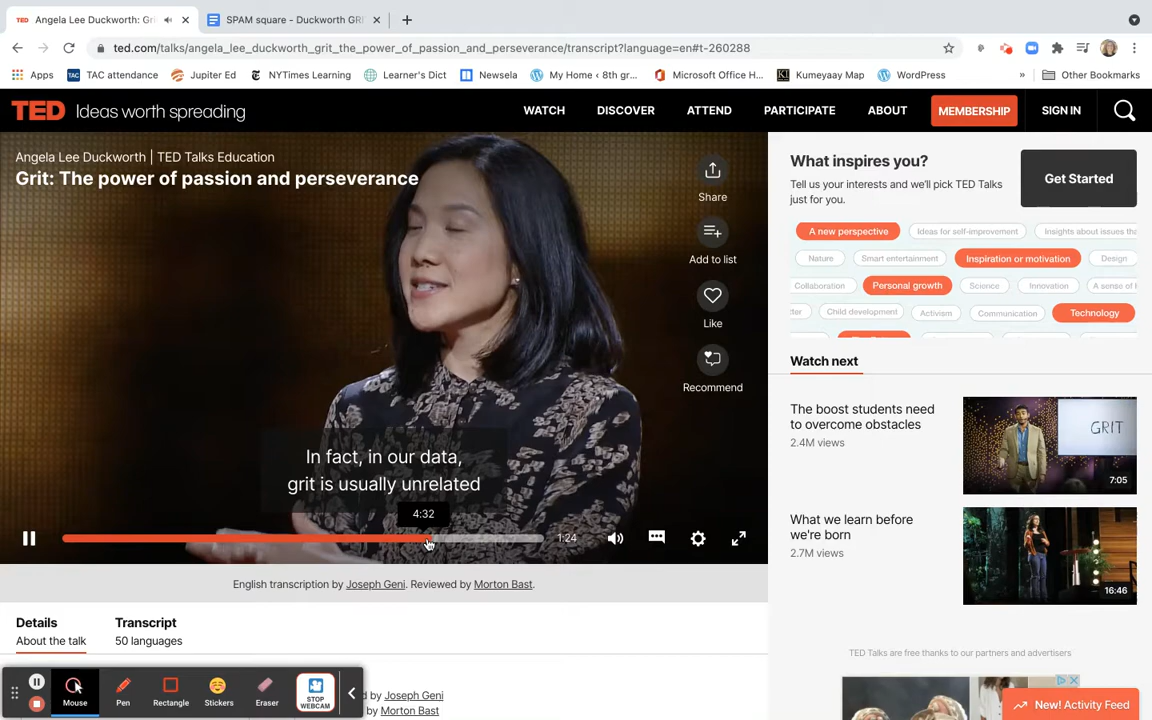 TED Angela Lee Duckworth: Gri
SPAM square - Duckworth GRI
ted.com/talks/angela_lee_duckworth_grit_the_power_of_passion_and_perseverance/transcript?language=en#t-260288
Apps TAC TAC attendance Jupiter Ed NYTimes Learning Learner's Dict Newsela My Home ‹ 8th gr... Microsoft Office H... Kumeyaay Map WordPress » Other Bookmarks
TED Ideas worth spreading
WATCH DISCOVER ATTEND PARTICIPATE ABOUT MEMBERSHIP SIGN IN
Angela Lee Duckworth | TED Talks Education
Grit: The power of passion and perseverance
Share
Add to list
Like
Recommend
In fact, in our data,
grit is usually unrelated
4:32
1:24
English transcription by Joseph Geni. Reviewed by Morton Bast.
Details
About the talk
Transcript
50 languages
d by Joseph Geni
by Morton Bast
Mouse Pen Rectangle Stickers Eraser STOP
WEBCAM
What inspires you?
Tell us your interests and we'll pick TED Talks
just for you.
Get Started
A new perspective Ideas for self-improvement Insights about issues tha
Nature Smart entertainment Inspiration or motivation Design
Collaboration Personal growth Science Innovation A sense of
ter Child development Activism Communication Technology
Watch next
The boost students need
to overcome obstacles
2.4M views
GRIT
7:05
What we learn before
we're born
2.7M views
16:46
TED Talks are free thanks to our partners and advertisers
New! Activity Feed